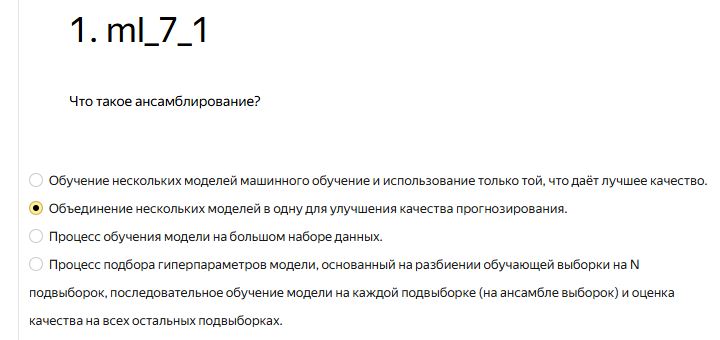 1. ml_7_1
Что такое ансамблирование?
Обучение нескольких моделей машинного обучение и использование только той, что даёт лучшее качество.
Объединение нескольких моделей в одну для улучшения качества прогнозирования.
Процесс обучения модели на большом наборе данных.
Процесс подбора гиперпараметров модели, основанный на разбиении обучающей выборки на N
подвыборок, последовательное обучение модели на каждой подвыборке (на ансамбле выборок) и оценка
качества на всех остальных подвыборках.